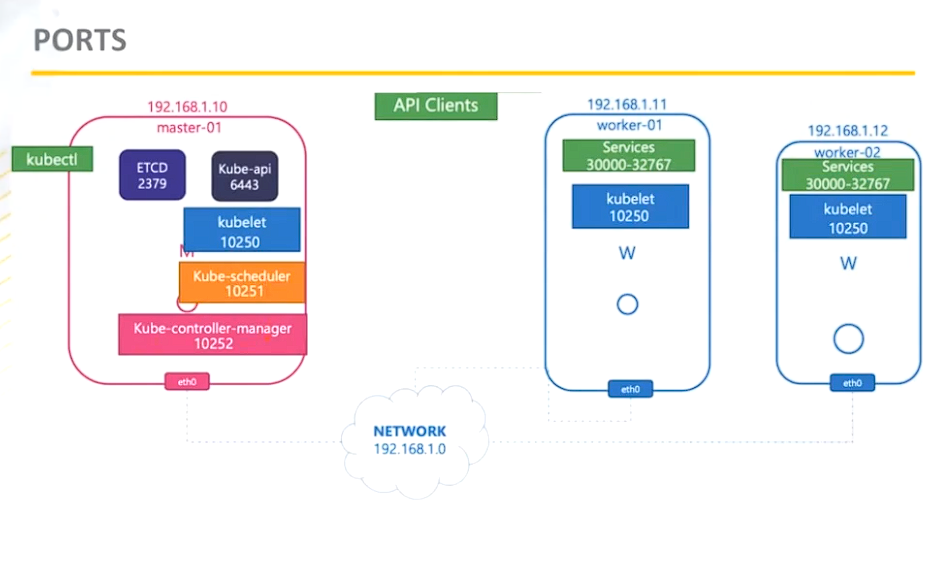 PORTS
192.168.1.10
master-01
kubectl
ETCD
2379
Kube-api
6443
kubelet
10250
M
Kube-scheduler
10251
Kube-controller-manager
10252
eth0
API Clients
192.168.1.11
worker-01
Services
30000-32767
kubelet
10250
W
eth0
192.168.1.12
worker-02
Services
30000-32767
kubelet
10250
W
eth0
NETWORK
192.168.1.0